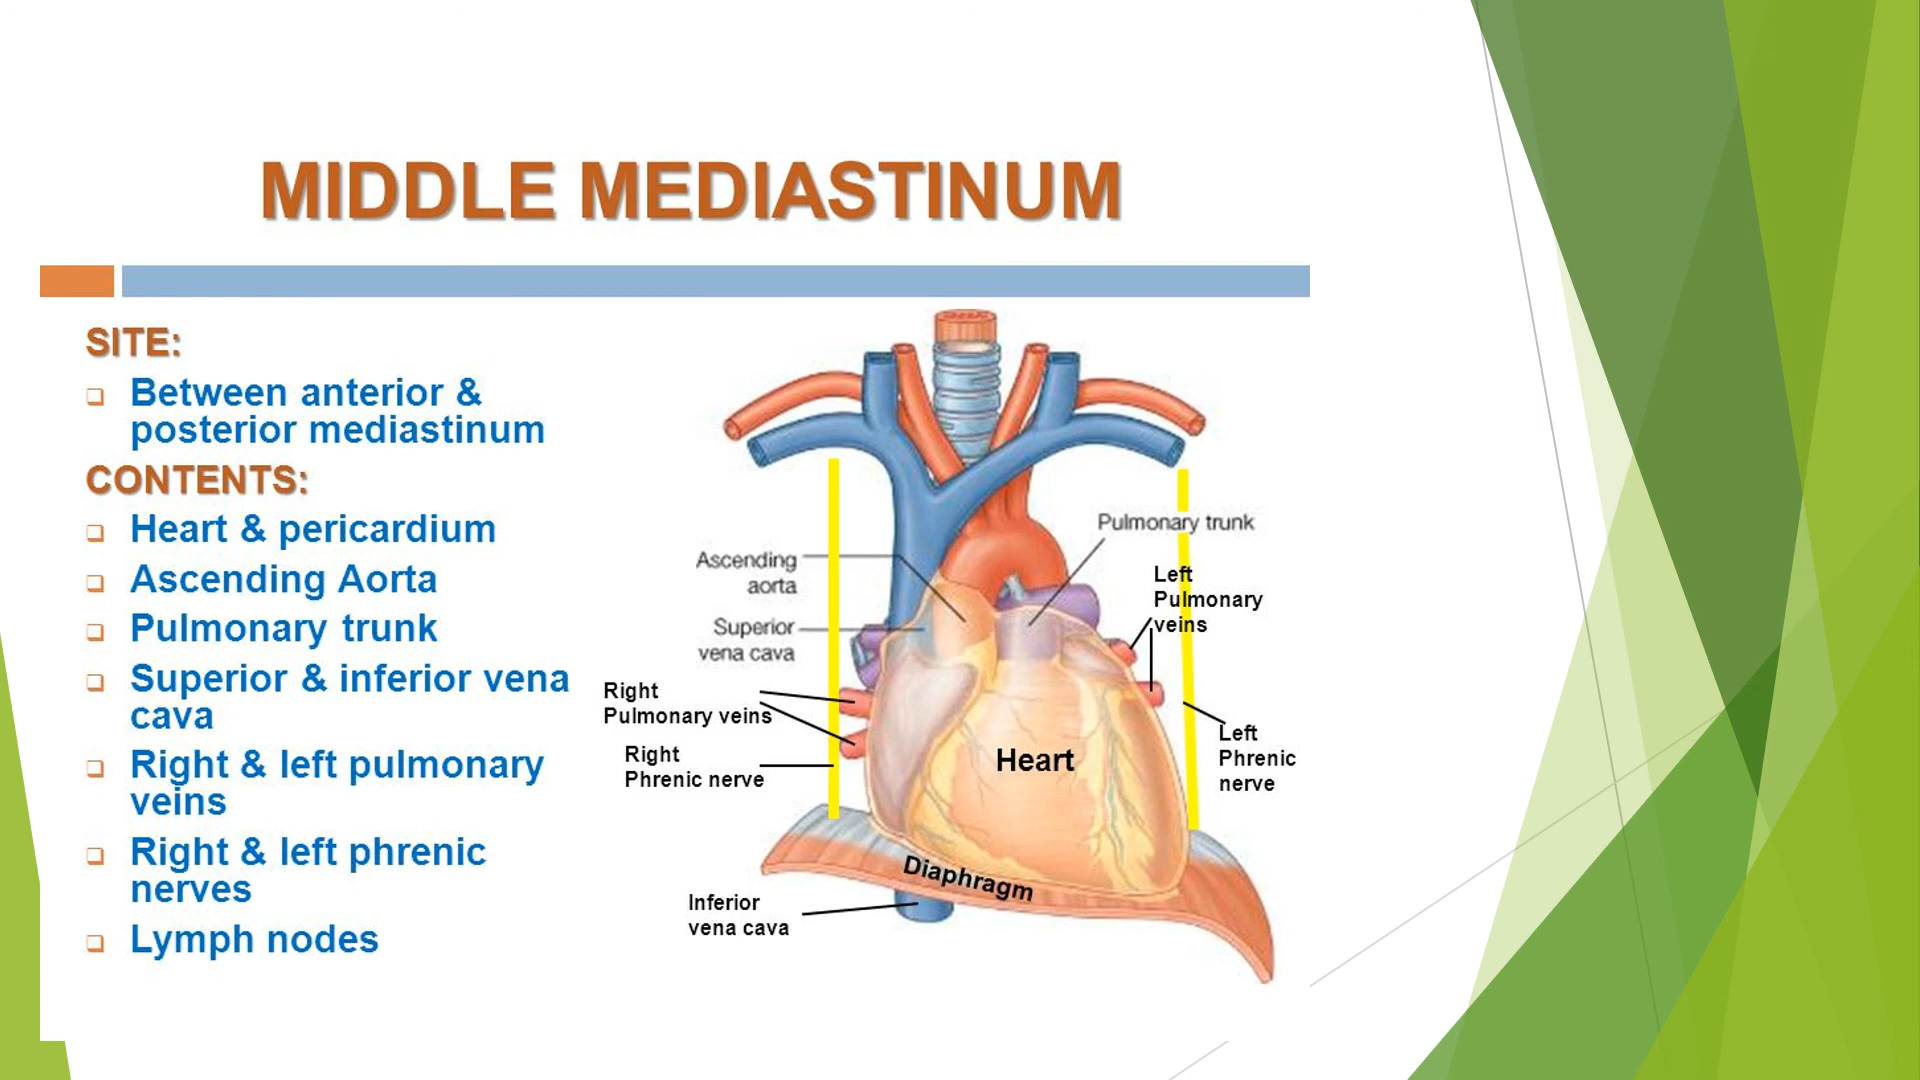 MIDDLE MEDIASTINUM
SITE:
Between anterior &
posterior mediastinum
CONTENTS:
Heart & pericardium
Ascending Aorta
Pulmonary trunk
Superior & inferior vena
cava
Right & left pulmonary
veins
Right & left phrenic
nerves
Lymph nodes
Pulmonary trunk
Ascending
aorta
Left
Pulmonary
veins
Superior
vena cava
Right
Pulmonary veins
Right
Phrenic nerve
Left
Phrenic
nerve
Heart
Diaphragm
Inferior
vena cava